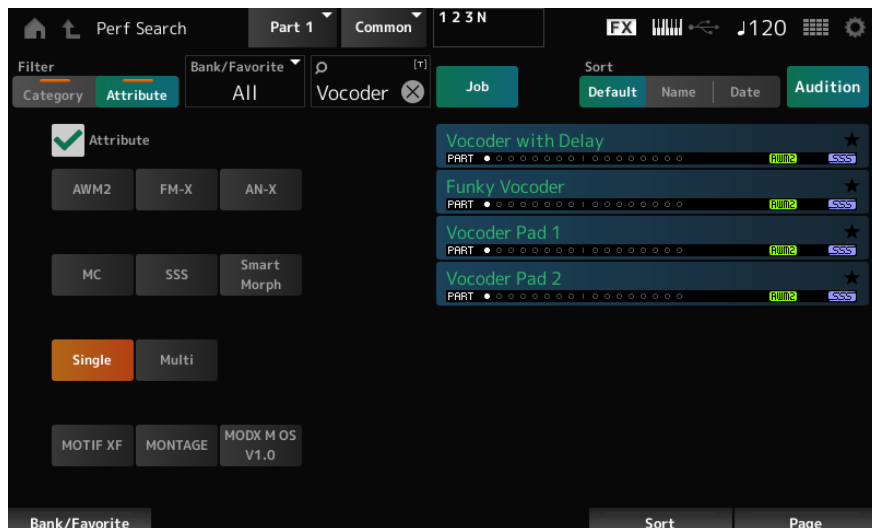 Perf Search
Part 1
Common
1 2 3 N
FX
♩120
Filter
Category
Attribute
Bank/Favorite
All
[T]
Vocoder
Job
Sort
Default
Name
Date
Audition
Attribute
AWM2
FM-X
AN-X
MC
SSS
Smart
Morph
Single
Multi
MOTIF XF
MONTAGE
MODX M OS
V1.0
Vocoder with Delay
PART
AWM2
SSS
Funky Vocoder
PART
AWM2
SSS
Vocoder Pad 1
PART
AWM2
SSS
Vocoder Pad 2
PART
AWM2
SSS
Bank/Favorite
Sort
Page